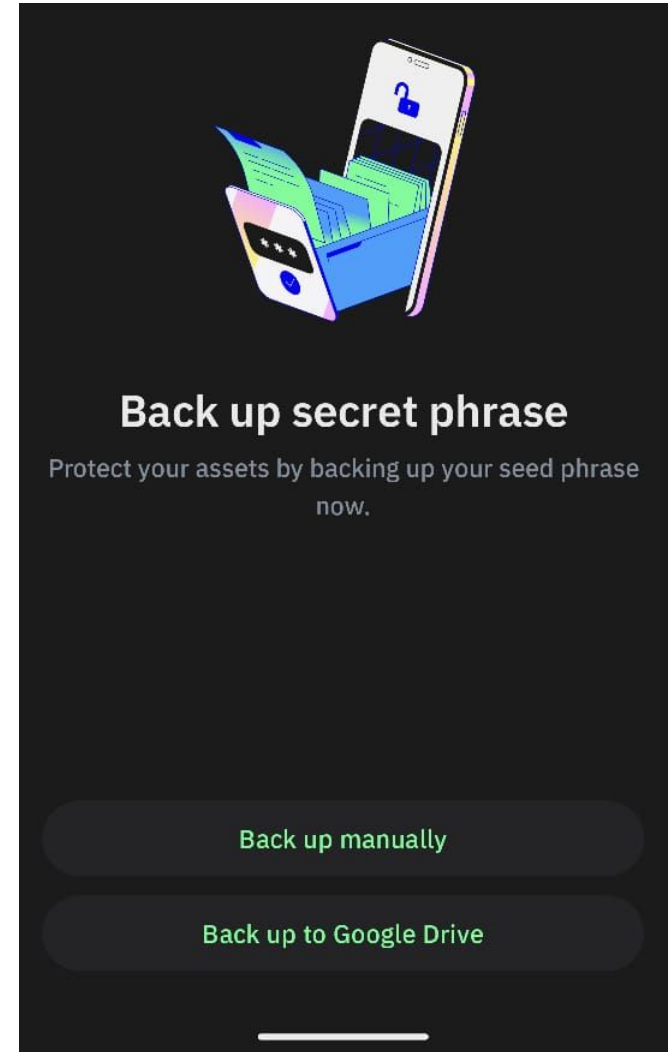 ***
Back up secret phrase
Protect your assets by backing up your seed phrase
now.
Back up manually
Back up to Google Drive